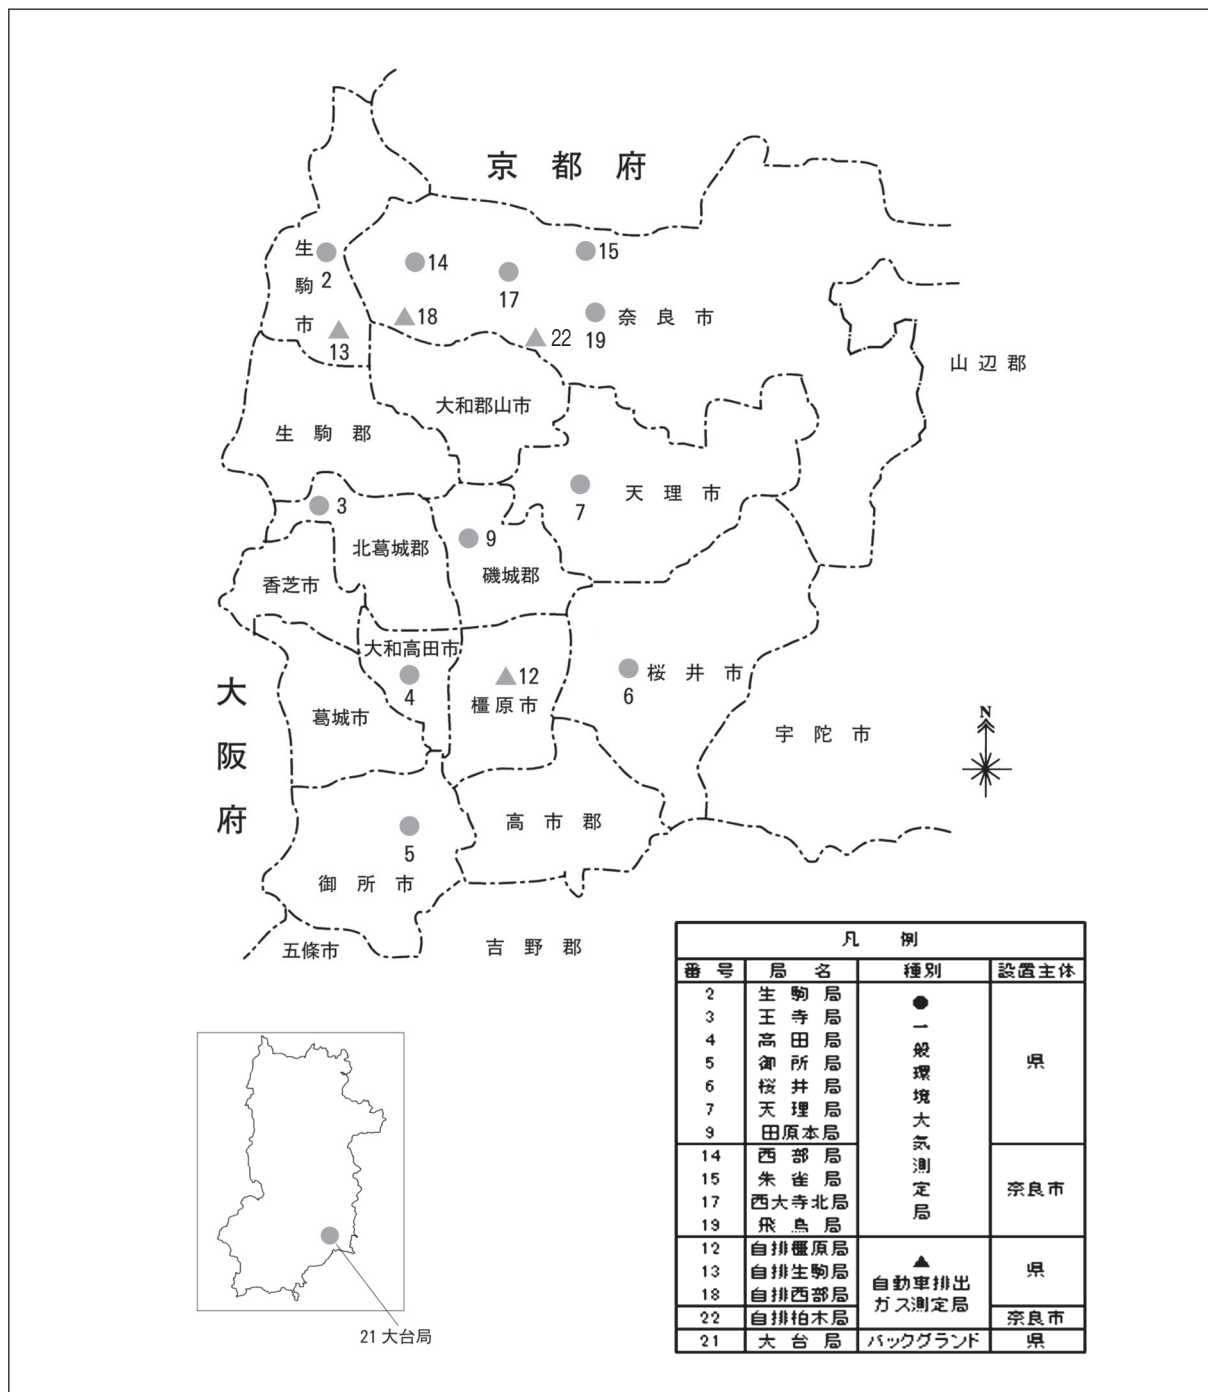 京都府
生駒市
2
14
15
17
18
19
奈良市
13
22
山辺郡
大和郡山市
生駒郡
天理市
7
3
9
北葛城郡
磯城郡
香芝市
大和高田市
4
12
橿原市
6
桜井市
大阪府
葛城市
宇陀市
N
5
高市郡
御所市
五條市
吉野郡
凡例
番号 局名 種別 設置主体
2 生駒局
3 王寺局
4 高田局
5 御所局
6 桜井局
7 天理局
9 田原本局
●一般環境大気測定局
県
14 西部局
15 朱雀局
17 西大寺北局
19 飛鳥局
奈良市
12 自排橿原局
13 自排生駒局
18 自排西部局
▲
自動車排出
ガス測定局
県
22 自排柏木局 奈良市
21 大台局 バックグランド 県
21 大台局